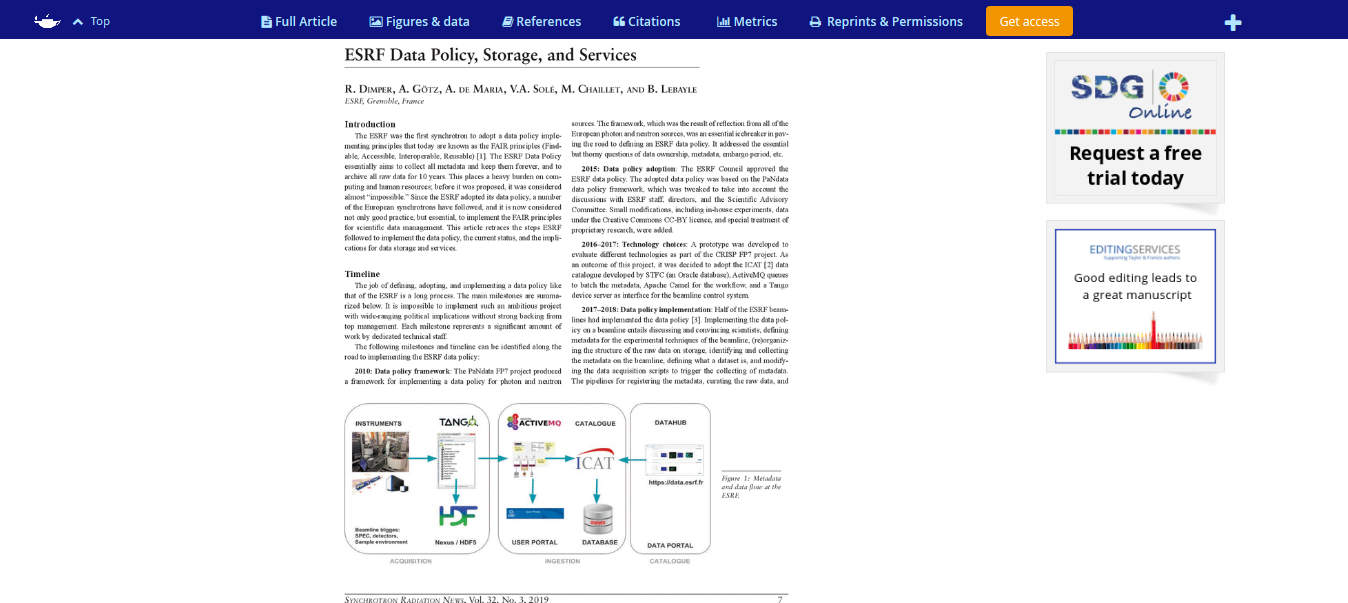 Top
Full Article
Figures & data
References
Citations
Metrics
Reprints & Permissions
Get access
ESRF Data Policy, Storage, and Services
R. Dimper, A. Götz, A. de Maria, V.A. Solé, M. Chaillet, and B. Lebayle
ESRF, Grenoble, France
Introduction
The ESRF was the first synchrotron to adopt a data policy imple-
menting principles that today are known as the FAIR principles (Find-
able, Accessible, Interoperable, Reusable) [1]. The ESRF Data Policy
essentially aims to collect all metadata and keep them forever, and to
archive all raw data for 10 years. This places a heavy burden on com-
puting and human resources; before it was proposed, it was considered
almost “impossible.” Since the ESRF adopted its data policy, a number
of the European synchrotrons have followed, and it is now considered
not only good practice, but essential, to implement the FAIR principles
for scientific data management. This article retraces the steps ESRF
followed to implement the data policy, the current status, and the impli-
cations for data storage and services.
Timeline
The job of defining, adopting, and implementing a data policy like
that of the ESRF is a long process. The main milestones are summa-
rized below. It is impossible to implement such an ambitious project
with wide-ranging political implications without strong backing from
top management. Each milestone represents a significant amount of
work by dedicated technical staff.
The following milestones and timeline can be identified along the
road to implementing the ESRF data policy:
2010: Data policy framework: The PaNdata FP7 project produced
a framework for implementing a data policy for photon and neutron
sources. The framework, which was the result of reflection from all of the
European photon and neutron sources, was an essential icebreaker in pav-
ing the road to defining an ESRF data policy. It addressed the essential
but thorny questions of data ownership, metadata, embargo period, etc.
2015: Data policy adoption: The ESRF Council approved the
ESRF data policy. The adopted data policy was based on the PaNdata
data policy framework, which was tweaked to take into account the
discussions with ESRF staff, directors, and the Scientific Advisory
Committee. Small modifications, including in-house experiments, data
under the Creative Commons CC-BY licence, and special treatment of
proprietary research, were added.
2016–2017: Technology choices: A prototype was developed to
evaluate different technologies as part of the CRISP FP7 project. As
an outcome of this project, it was decided to adopt the ICAT [2] data
catalogue developed by STFC (an Oracle database), ActiveMQ queues
to batch the metadata, Apache Camel for the workflow, and a Tango
device server as interface for the beamline control system.
2017–2018: Data policy implementation: Half of the ESRF beam-
lines had implemented the data policy [3]. Implementing the data pol-
icy on a beamline entails discussing and convincing scientists, defining
metadata for the experimental techniques of the beamline, (re)organiz-
ing the structure of the raw data on storage, identifying and collecting
the metadata on the beamline, defining what a dataset is, and modify-
ing the data acquisition scripts to trigger the collecting of metadata.
The pipelines for registering the metadata, curating the raw data, and
INSTRUMENTS
TANGO
ACTIVEMQ
CATALOGUE
DATAHUB
ICAT
https://data.esrf.fr
HDF
Beamline trigges:
SPEC, detectors,
Sample environment
Nexus / HDF5
USER PORTAL
DATABASE
DATA PORTAL
ACQUISITION
INGESTION
CATALOGUE
Figure 1: Metadata
and data flow at the
ESRF.
Synchrotron Radiation News, Vol. 32, No. 3, 2019
7
SDG
Online
Request a free
trial today
EDITINGSERVICES
Supporting Taylor & Francis authors
Good editing leads to
a great manuscript